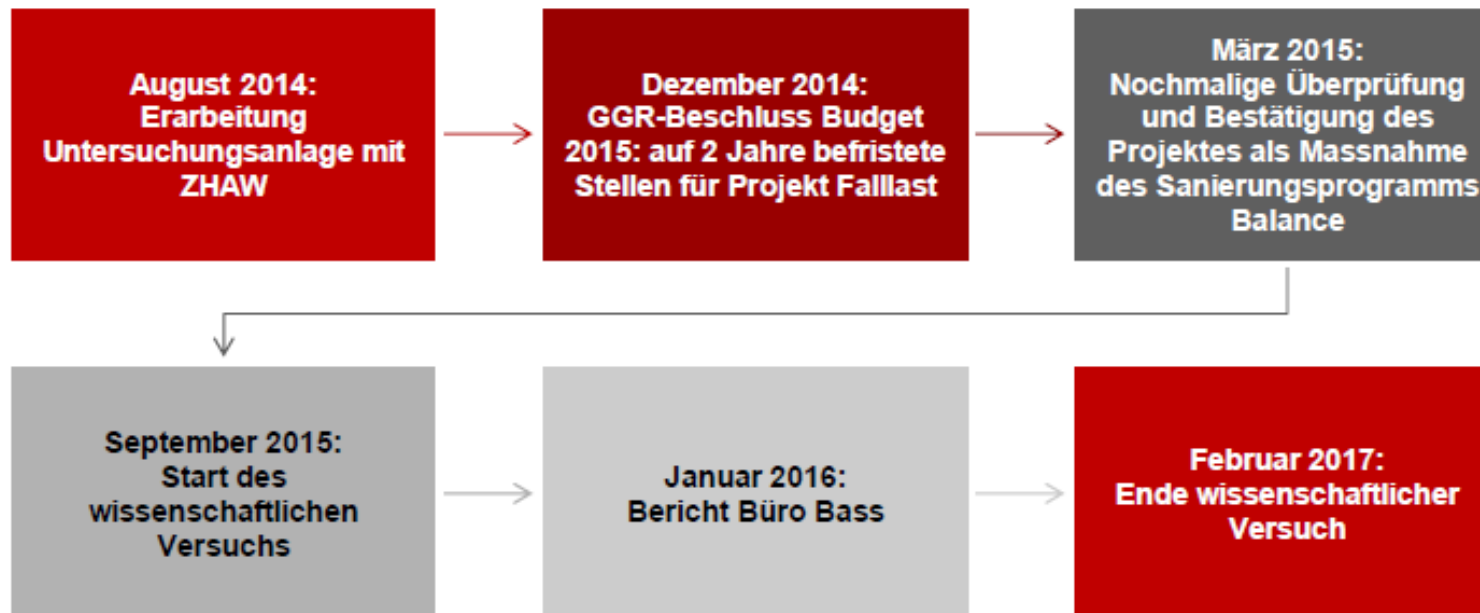 August 2014:
Erarbeitung
Untersuchungsanlage mit
ZHAW
Dezember 2014:
GGR-Beschluss Budget
2015: auf 2 Jahre befristete
Stellen für Projekt Falllast
März 2015:
Nochmalige Überprüfung
und Bestätigung des
Projektes als Massnahme
des Sanierungsprogramms
Balance
September 2015:
Start des
wissenschaftlichen
Versuchs
Januar 2016:
Bericht Büro Bass
Februar 2017:
Ende wissenschaftlicher
Versuch